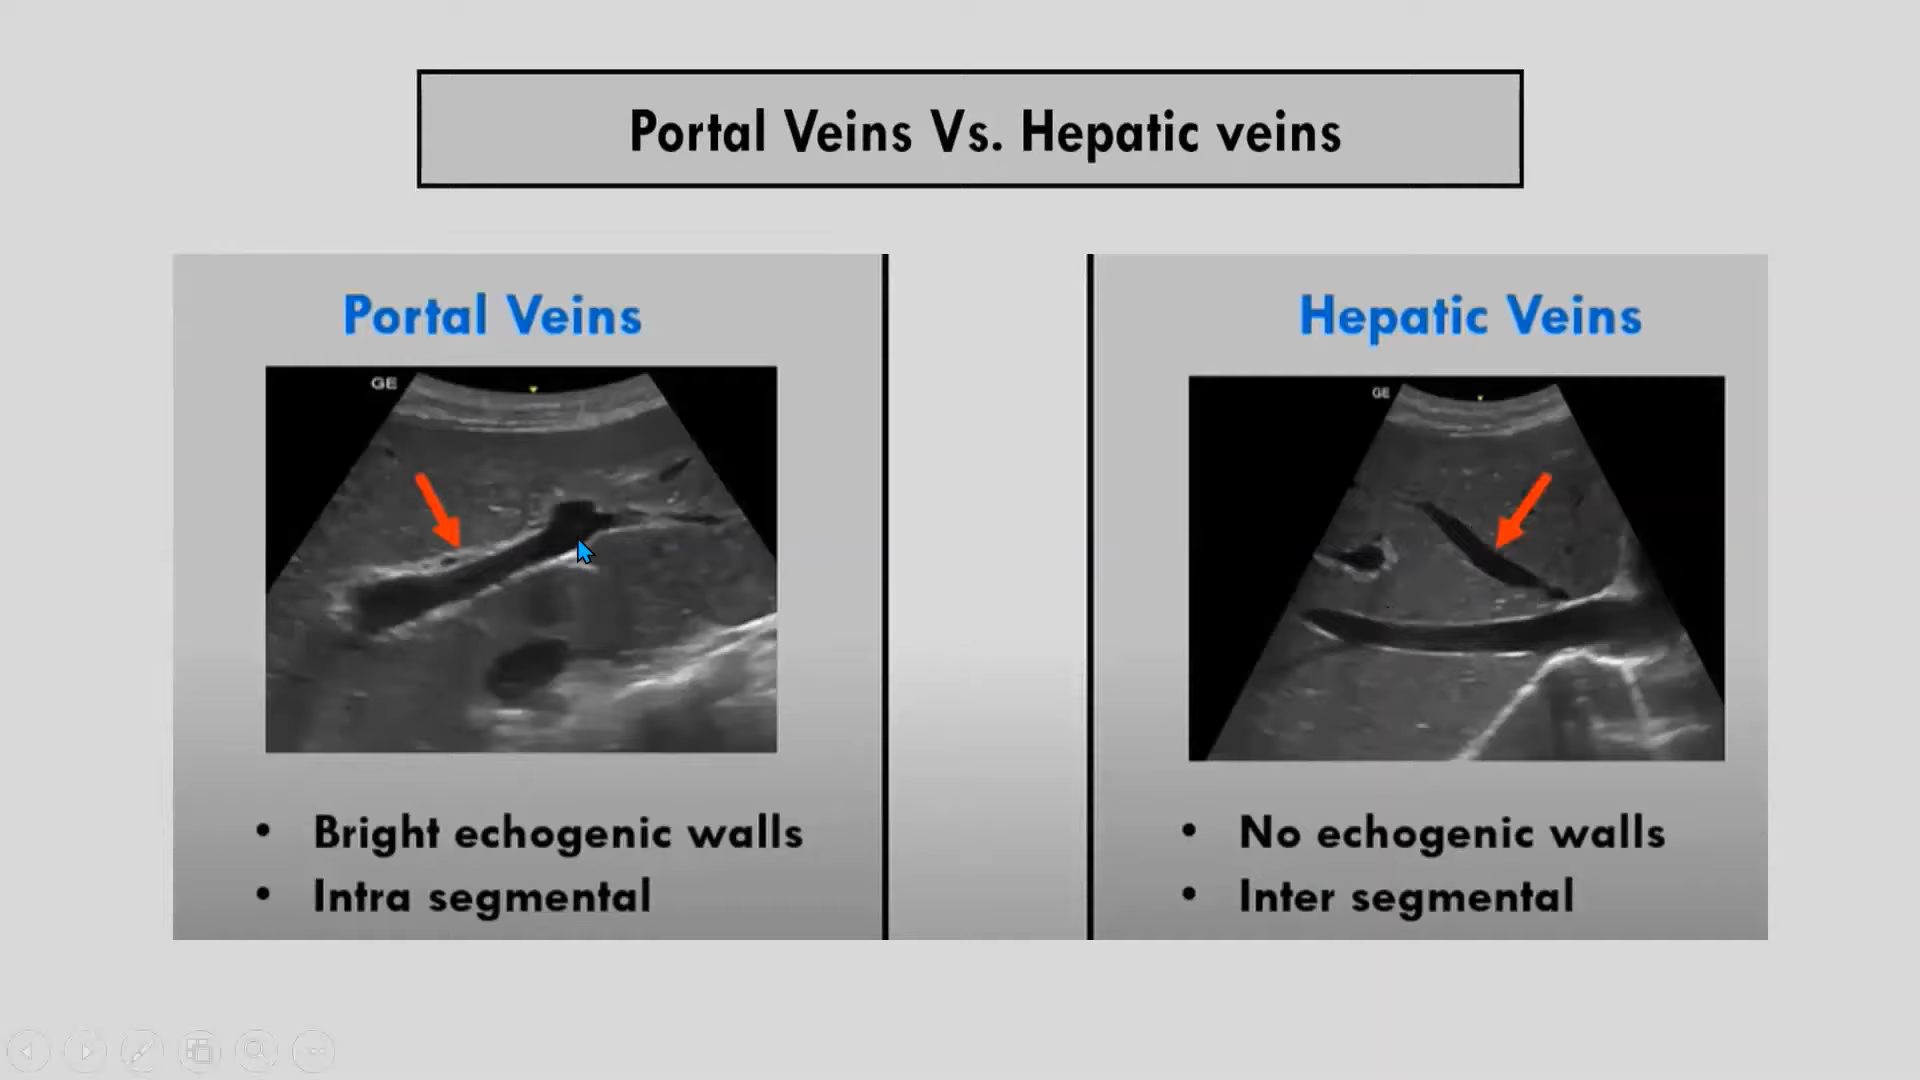 Portal Veins Vs. Hepatic veins
Portal Veins
GE
• Bright echogenic walls
• Intra segmental
Hepatic Veins
GE
• No echogenic walls
• Inter segmental